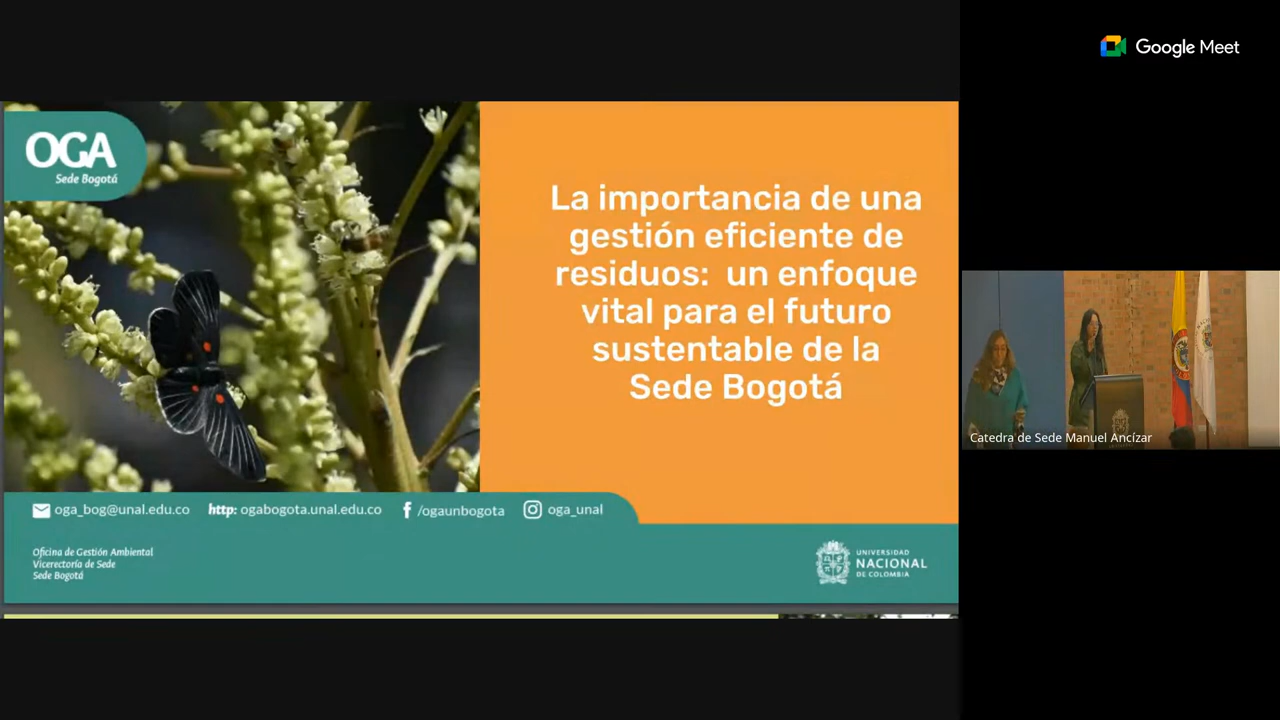 Google Meet
OGA
Sede Bogotá
La importancia de una
gestión eficiente de
residuos: un enfoque
vital para el futuro
sustentable de la
Sede Bogotá
oga_bog@unal.edu.co http: ogabogota.unal.edu.co /ogaunbogota oga_unal
Oficina de Gestión Ambiental
Vicerectoría de Sede
Sede Bogotá
UNIVERSIDAD
NACIONAL
DE COLOMBIA
Catedra de Sede Manuel Ancízar